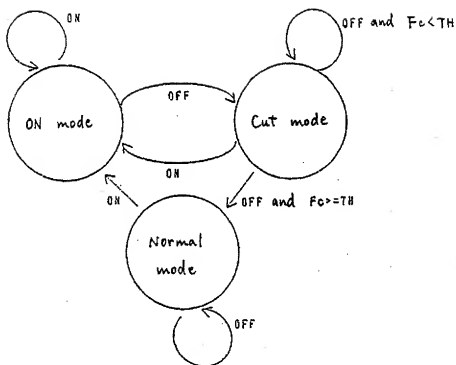 ON
OFF and Fc<TH
OFF
ON mode
Cut mode
ON
ON
OFF and Fc>=TH
Normal
mode
OFF